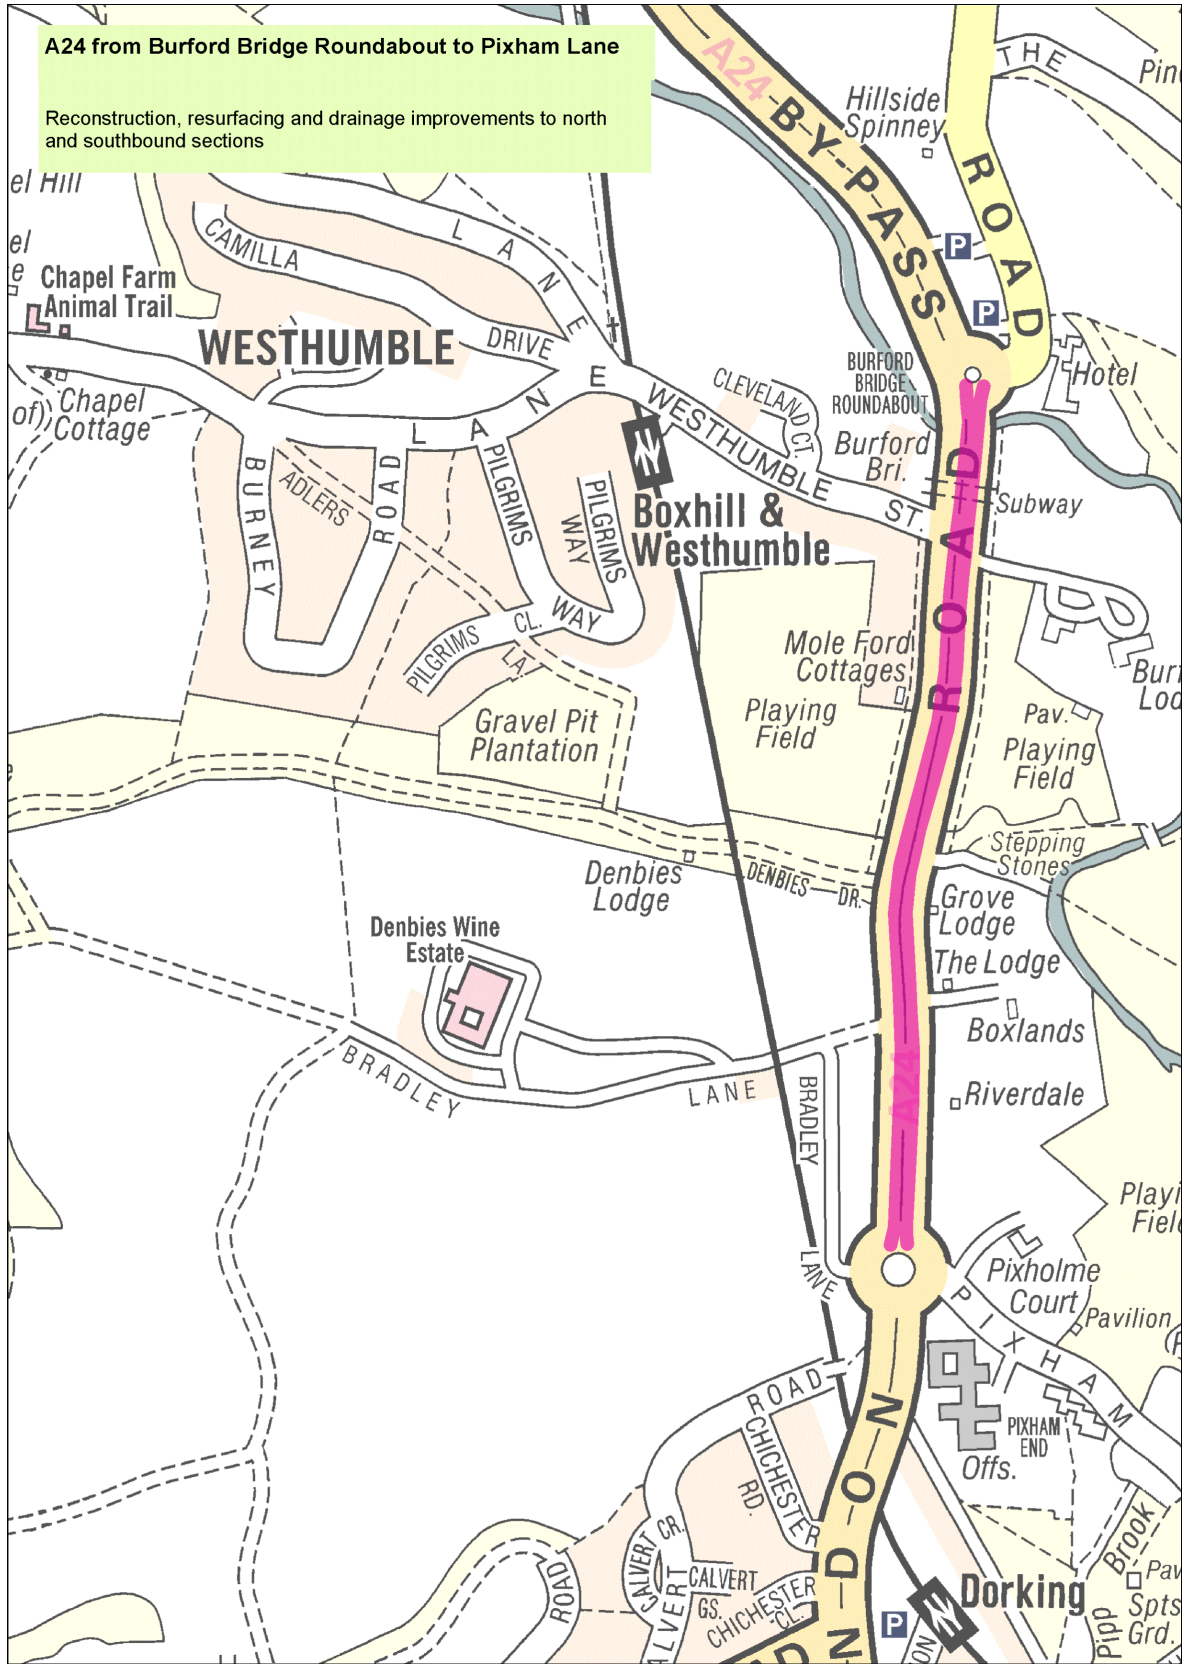 A24 from Burford Bridge Roundabout to Pixham Lane
Reconstruction, resurfacing and drainage improvements to north
and southbound sections
A24
BY-PASS
THE
ROAD
Hillside
Spinney
P
P
el Hill
el
e
Chapel Farm
Animal Trail
CAMILLA
DRIVE
LANE
WESTHUMBLE
Chapel
Cottage
of)
LANE
WESTHUMBLE
ST.
CLEVELAND CT.
BURFORD
BRIDGE
ROUNDABOUT
Hotel
Burford
Bri.
Subway
BURNEY
ROAD
ADLERS
LA.
PILGRIMS
WAY
PILGRIMS
WAY
PILGRIMS CL.
Boxhill &
Westhumble
ROAD
Mole Ford
Cottages
Playing
Field
Gravel Pit
Plantation
Pav.
Playing
Field
Stepping
Stones
Denbies
Lodge
DENBIES DR.
Grove
Lodge
The Lodge
Boxlands
Riverdale
Denbies Wine
Estate
BRADLEY
LANE
BRADLEY
LANE
A24
Pixholme
Court
PIXHAM
Pavilion
PIXHAM
END
Offs.
ROAD
CHICHESTER
RD.
CALVERT CR.
CALVERT
GS.
CHICHESTER
CL.
ROAD
Brook
Pav
Spts
Grd.
Dorking
P